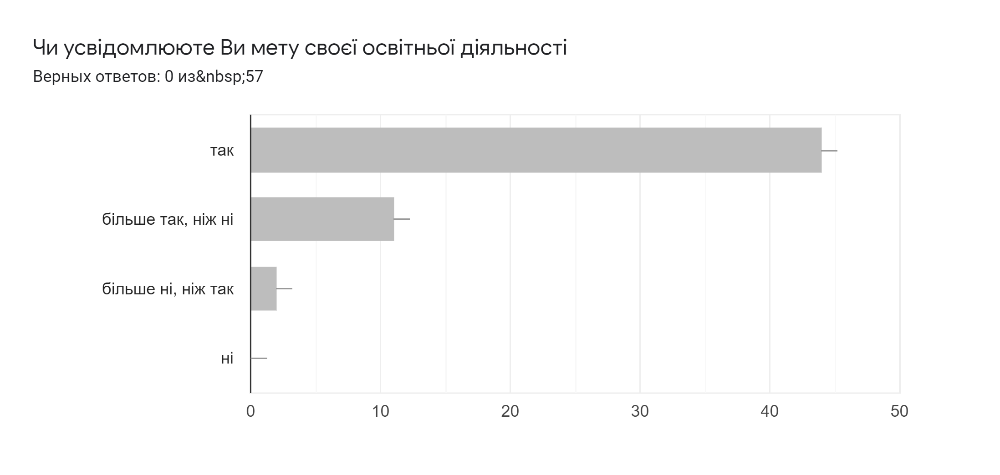 Чи усвідомлююте Ви мету своєї освітньої діяльності
Верных ответов: 0 из&nbsp;57
так
більше так, ніж ні
більше ні, ніж так
ні
0 10 20 30 40 50